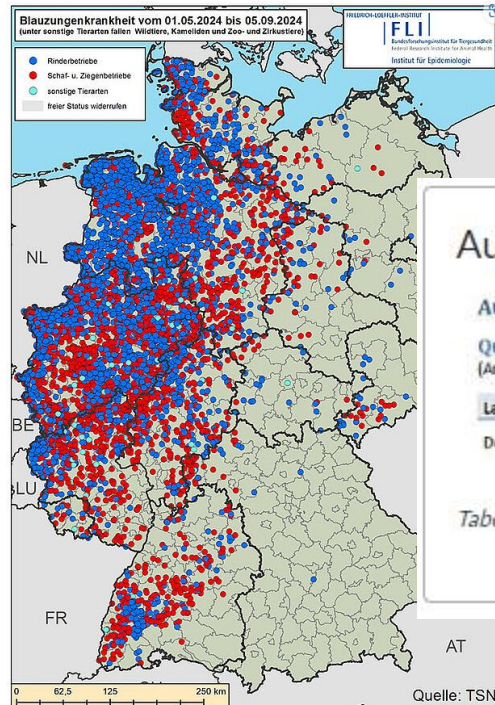 Blauzungenkrankheit vom 01.05.2024 bis 05.09.2024
(unter sonstige Tierarten fallen Wildtiere, Kameliden und Zoo- und Zirkustiere)
FRIEDRICH-LOEFFLER-INSTITUT
FLI
Bundesforschungsinstitut für Tiergesundheit
Federal Research Institute for Animal Health
Institut für Epidemiologie
Rinderbetriebe
Schaf- u. Ziegenbetriebe
sonstige Tierarten
freier Status widerrufen
NL
BE
LU
FR
AT
0 62,5 125 250 km
Quelle: TSN